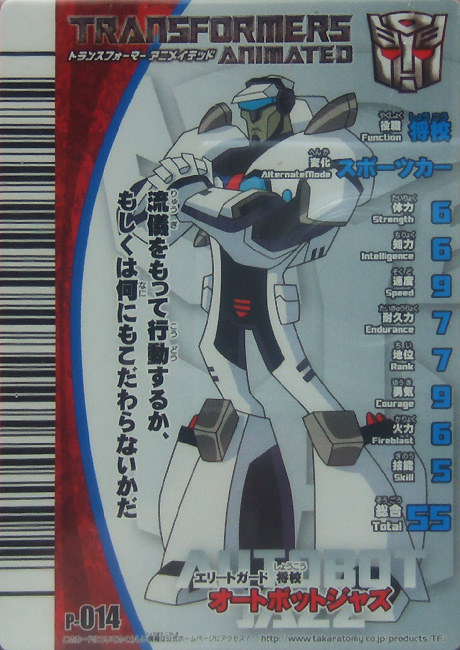 TRANSFORMERS
トランスフォーマー アニメイテッド ANIMATED
役職 やくしょく
Function
将校 しょうこう
変化 へんか
AlternateMode
スポーツカー
体力 たいりょく
Strength
6
知力 ちりょく
Intelligence
6
速度 そくど
Speed
9
耐久力 たいきゅうりょく
Endurance
7
地位 ちい
Rank
7
勇気 ゆうき
Courage
9
火力 かりょく
Fireblast
6
技能 ぎのう
Skill
5
総合 そうごう
Total
55
流儀をもって行動するか、
もしくは何にもこだわらないかだ
AUTOBOT
JAZZ
エリートガード 将校 しょうこう
オートボットジャズ
P-014
http://www.takaratomy.co.jp/products/TF/